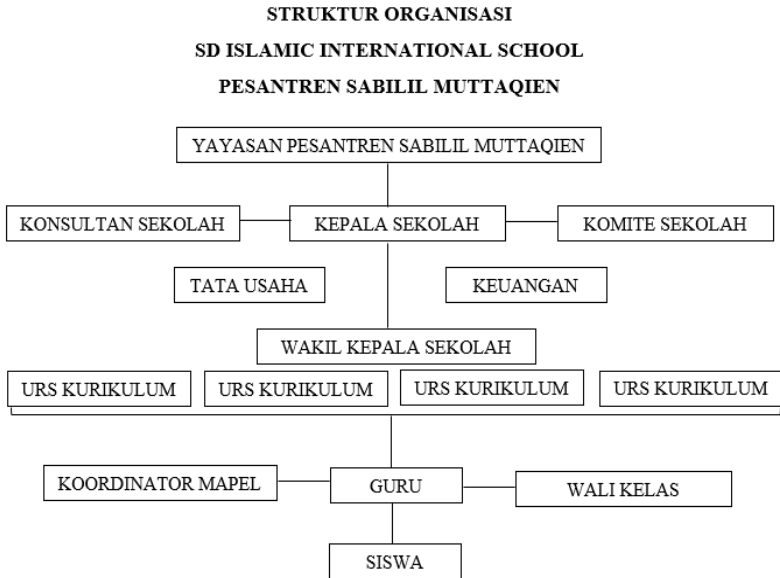 STRUKTUR ORGANISASI
SD ISLAMIC INTERNATIONAL SCHOOL
PESANTREN SABILIL MUTTAQIEN
YAYASAN PESANTREN SABILIL MUTTAQIEN
KONSULTAN SEKOLAH
KEPALA SEKOLAH
KOMITE SEKOLAH
TATA USAHA
KEUANGAN
WAKIL KEPALA SEKOLAH
URS KURIKULUM
URS KURIKULUM
URS KURIKULUM
URS KURIKULUM
KOORDINATOR MAPEL
GURU
WALI KELAS
SISWA